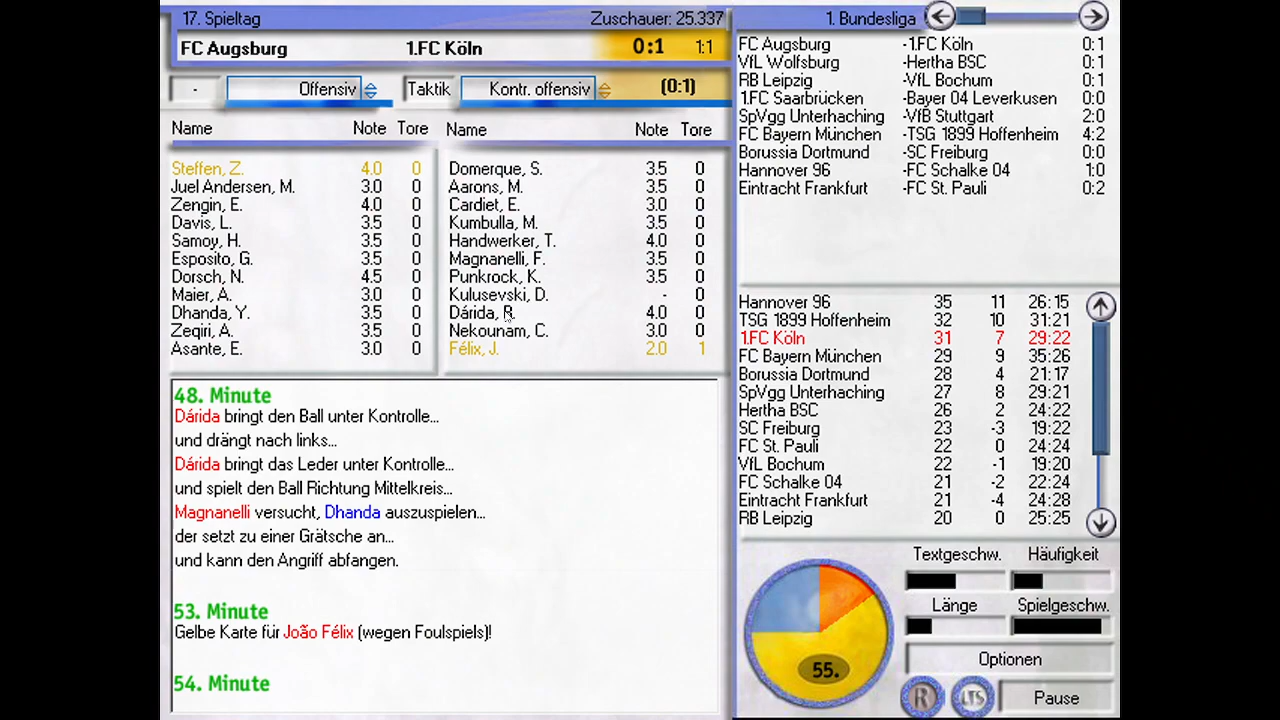 17. Spieltag Zuschauer: 25.337
FC Augsburg 1.FC Köln 0:1 1:1
- Offensiv Taktik Kontr. offensiv (0:1)
Name Note Tore Name Note Tore
Steffen, Z. 4.0 0 Domerque, S. 3.5 0
Juel Andersen, M. 3.0 0 Aarons, M. 3.5 0
Zengin, E. 4.0 0 Cardiet, E. 3.0 0
Davis, L. 3.5 0 Kumbulla, M. 3.5 0
Samoy, H. 3.5 0 Handwerker, T. 4.0 0
Esposito, G. 3.5 0 Magnanelli, F. 3.5 0
Dorsch, N. 4.5 0 Punkrock, K. 3.5 0
Maier, A. 3.0 0 Kulusevski, D. - 0
Dhanda, Y. 3.5 0 Dárida, R. 4.0 0
Zeqiri, A. 3.5 0 Nekounam, C. 3.0 0
Asante, E. 3.0 0 Félix, J. 2.0 1
48. Minute
Dárida bringt den Ball unter Kontrolle...
und drängt nach links...
Dárida bringt das Leder unter Kontrolle...
und spielt den Ball Richtung Mittelkreis...
Magnanelli versucht, Dhanda auszuspielen...
der setzt zu einer Grätsche an...
und kann den Angriff abfangen.
53. Minute
Gelbe Karte für João Félix (wegen Foulspiels)!
54. Minute
1. Bundesliga
FC Augsburg -1.FC Köln 0:1
VfL Wolfsburg -Hertha BSC 0:1
RB Leipzig -VfL Bochum 0:1
1.FC Saarbrücken -Bayer 04 Leverkusen 0:0
SpVgg Unterhaching -VfB Stuttgart 2:0
FC Bayern München -TSG 1899 Hoffenheim 4:2
Borussia Dortmund -SC Freiburg 0:0
Hannover 96 -FC Schalke 04 1:0
Eintracht Frankfurt -FC St. Pauli 0:2
Hannover 96 35 11 26:15
TSG 1899 Hoffenheim 32 10 31:21
1.FC Köln 31 7 29:22
FC Bayern München 29 9 35:26
Borussia Dortmund 28 4 21:17
SpVgg Unterhaching 27 8 29:21
Hertha BSC 26 2 24:22
SC Freiburg 23 -3 19:22
FC St. Pauli 22 0 24:24
VfL Bochum 22 -1 19:20
FC Schalke 04 21 -2 22:24
Eintracht Frankfurt 21 -4 24:28
RB Leipzig 20 0 25:25
Textgeschw. Häufigkeit
Länge Spielgeschw.
55.
Optionen
R LTS Pause